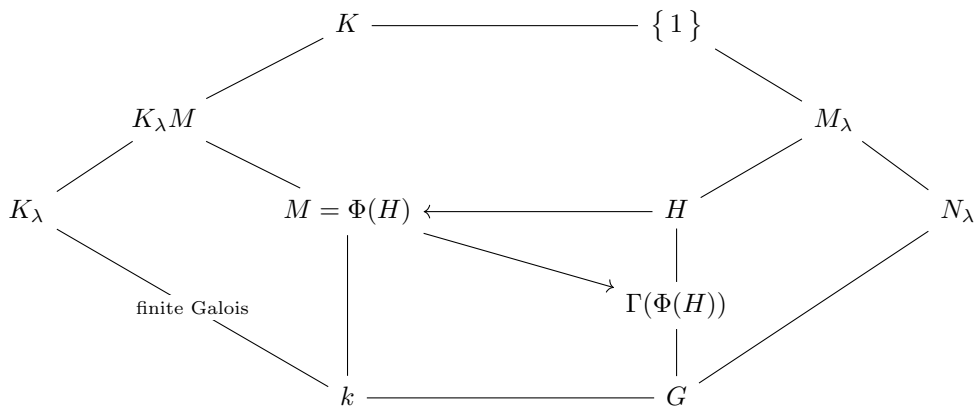 K {1}
K_λM M_λ
K_λ M = Φ(H) H N_λ
finite Galois Γ(Φ(H))
k G